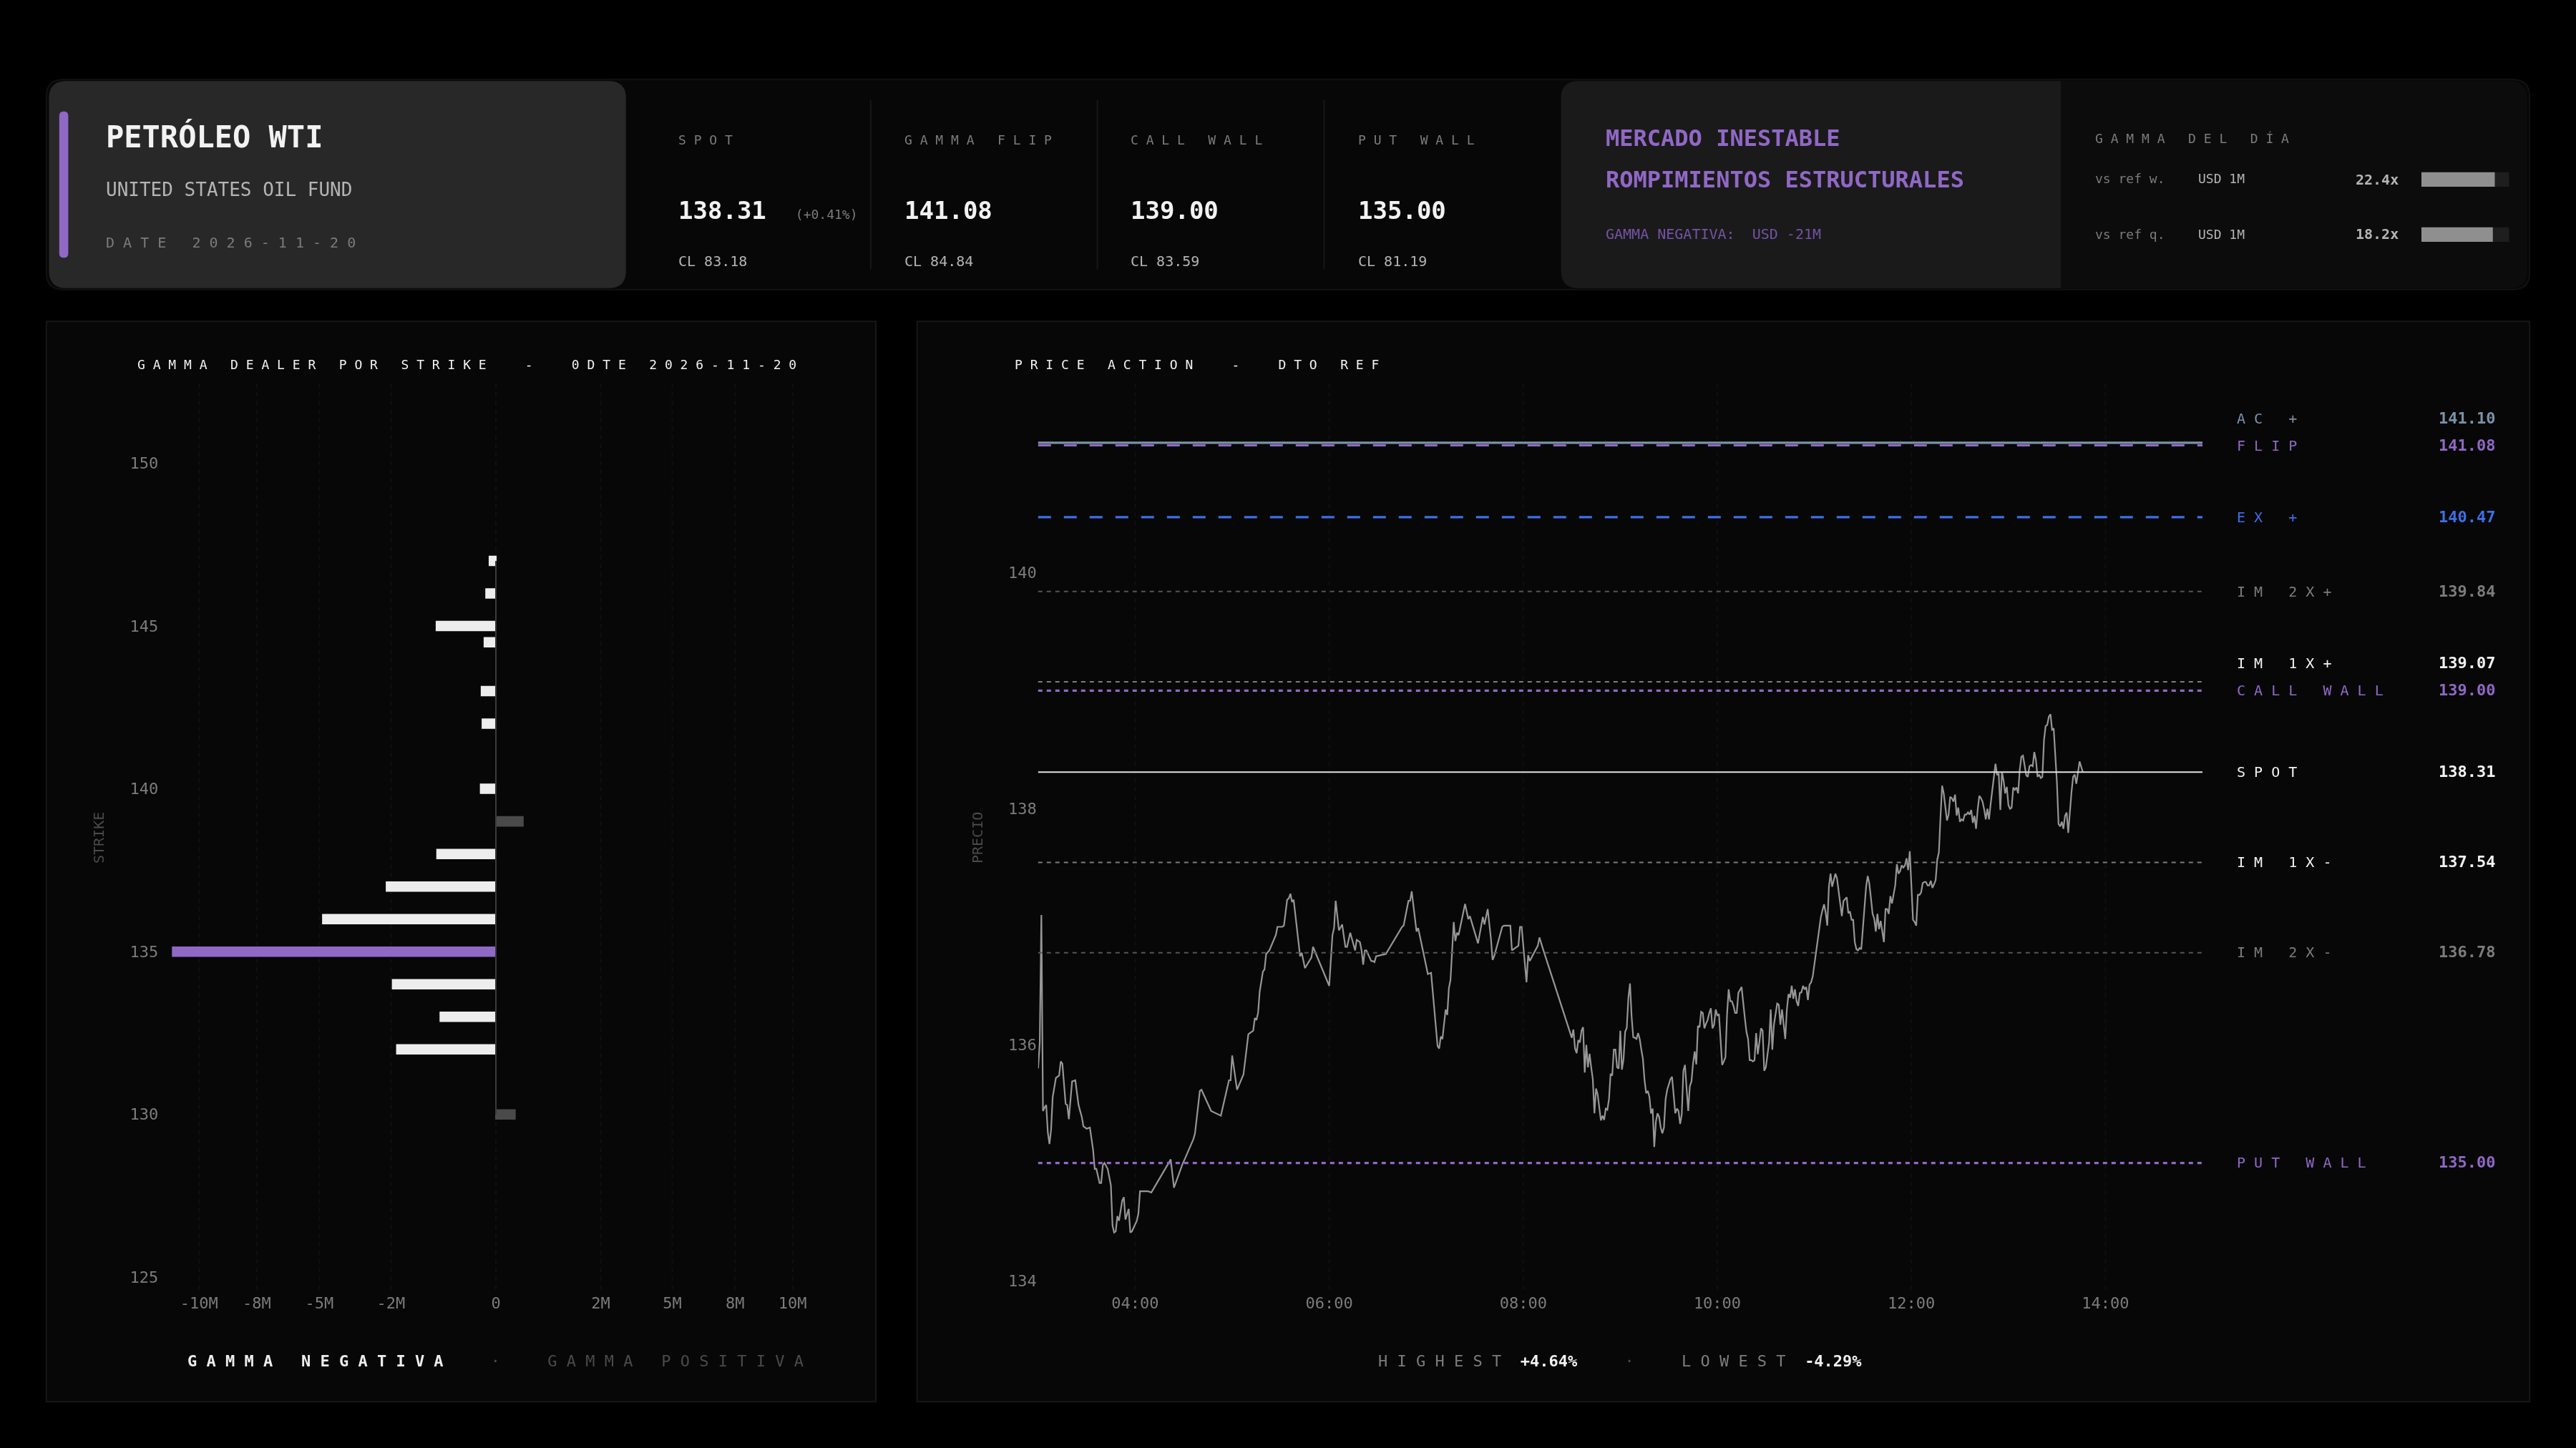 PETRÓLEO WTI
UNITED STATES OIL FUND
DATE 2026-11-20
SPOT
138.31 (+0.41%)
CL 83.18
GAMMA FLIP
141.08
CL 84.84
CALL WALL
139.00
CL 83.59
PUT WALL
135.00
CL 81.19
MERCADO INESTABLE
ROMPIMIENTOS ESTRUCTURALES
GAMMA NEGATIVA: USD -21M
GAMMA DEL DÍA
vs ref w. USD 1M 22.4x
vs ref q. USD 1M 18.2x
GAMMA DEALER POR STRIKE - 0DTE 2026-11-20
STRIKE
150
145
140
135
130
125
-10M -8M -5M -2M 0 2M 5M 8M 10M
GAMMA NEGATIVA · GAMMA POSITIVA
PRICE ACTION - DTO REF
PRECIO
140
138
136
134
04:00 06:00 08:00 10:00 12:00 14:00
AC + 141.10
FLIP 141.08
EX + 140.47
IM 2X+ 139.84
IM 1X+ 139.07
CALL WALL 139.00
SPOT 138.31
IM 1X- 137.54
IM 2X- 136.78
PUT WALL 135.00
HIGHEST +4.64% · LOWEST -4.29%